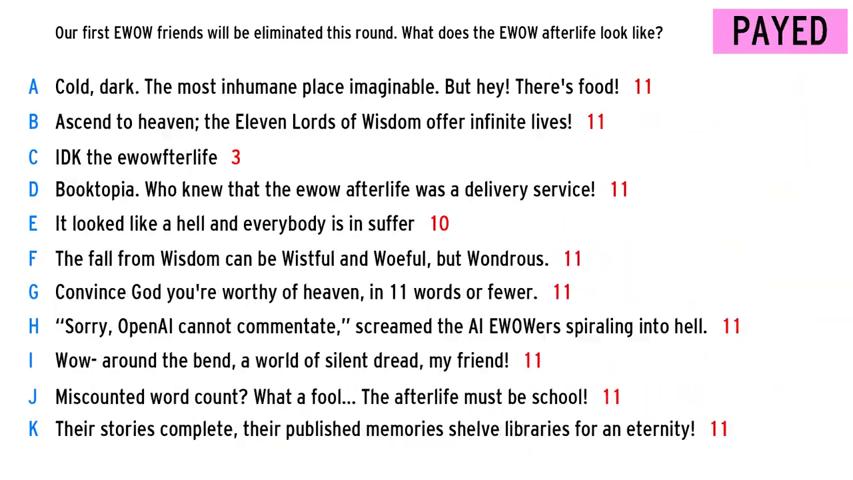 Our first EWOW friends will be eliminated this round. What does the EWOW afterlife look like?
PAYED
A Cold, dark. The most inhumane place imaginable. But hey! There's food! 11
B Ascend to heaven; the Eleven Lords of Wisdom offer infinite lives! 11
C IDK the ewowfterlife 3
D Booktopia. Who knew that the ewow afterlife was a delivery service! 11
E It looked like a hell and everybody is in suffer 10
F The fall from Wisdom can be Wistful and Woeful, but Wondrous. 11
G Convince God you're worthy of heaven, in 11 words or fewer. 11
H “Sorry, OpenAI cannot commentate,” screamed the AI EWOWers spiraling into hell. 11
I Wow- around the bend, a world of silent dread, my friend! 11
J Miscounted word count? What a fool... The afterlife must be school! 11
K Their stories complete, their published memories shelve libraries for an eternity! 11